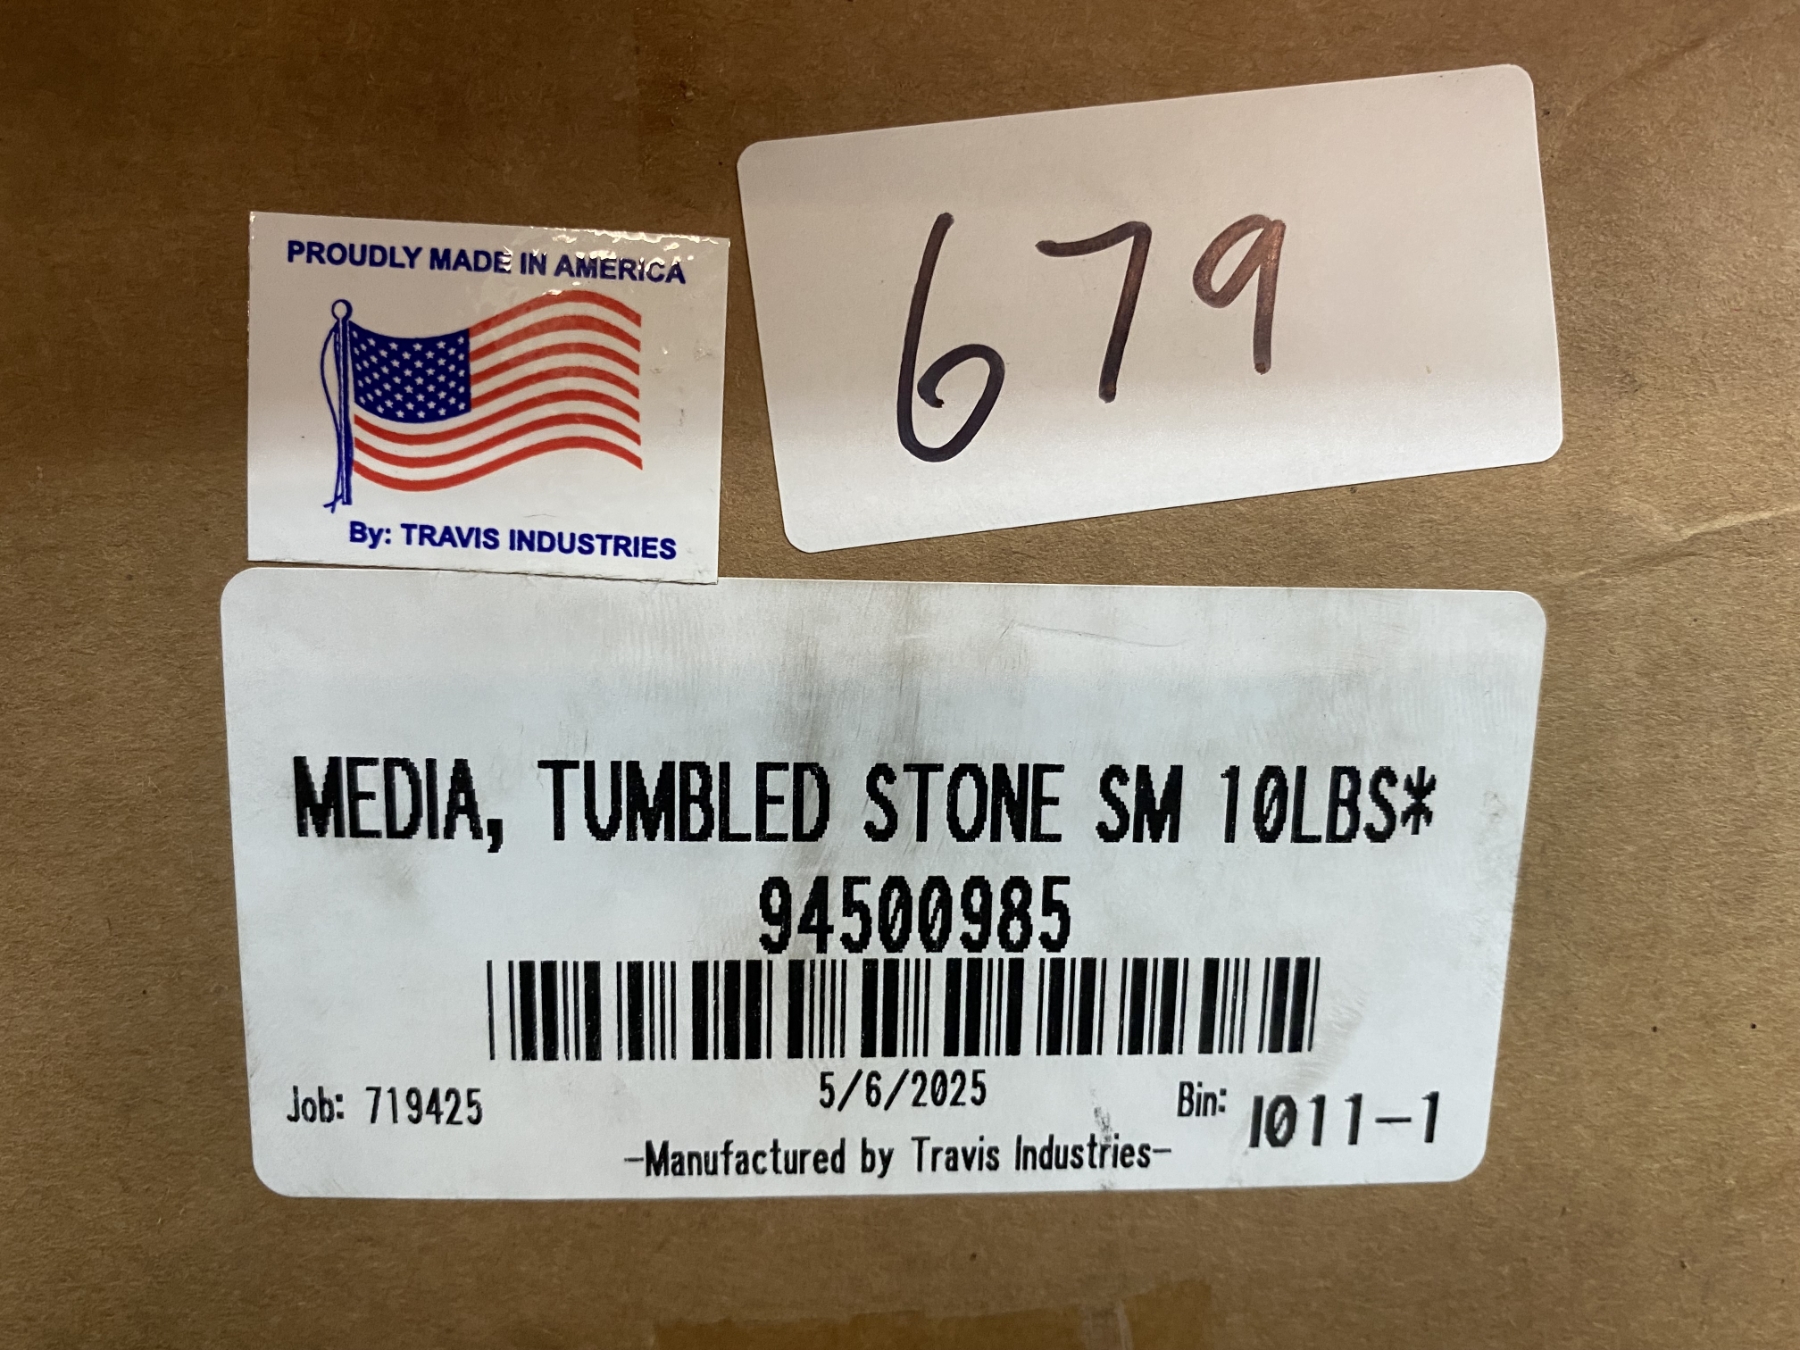 PROUDLY MADE IN AMERICA
By: TRAVIS INDUSTRIES
679
MEDIA, TUMBLED STONE SM 10LBS*
94500985
5/6/2025
Job: 719425
Bin: I011-1
-Manufactured by Travis Industries-